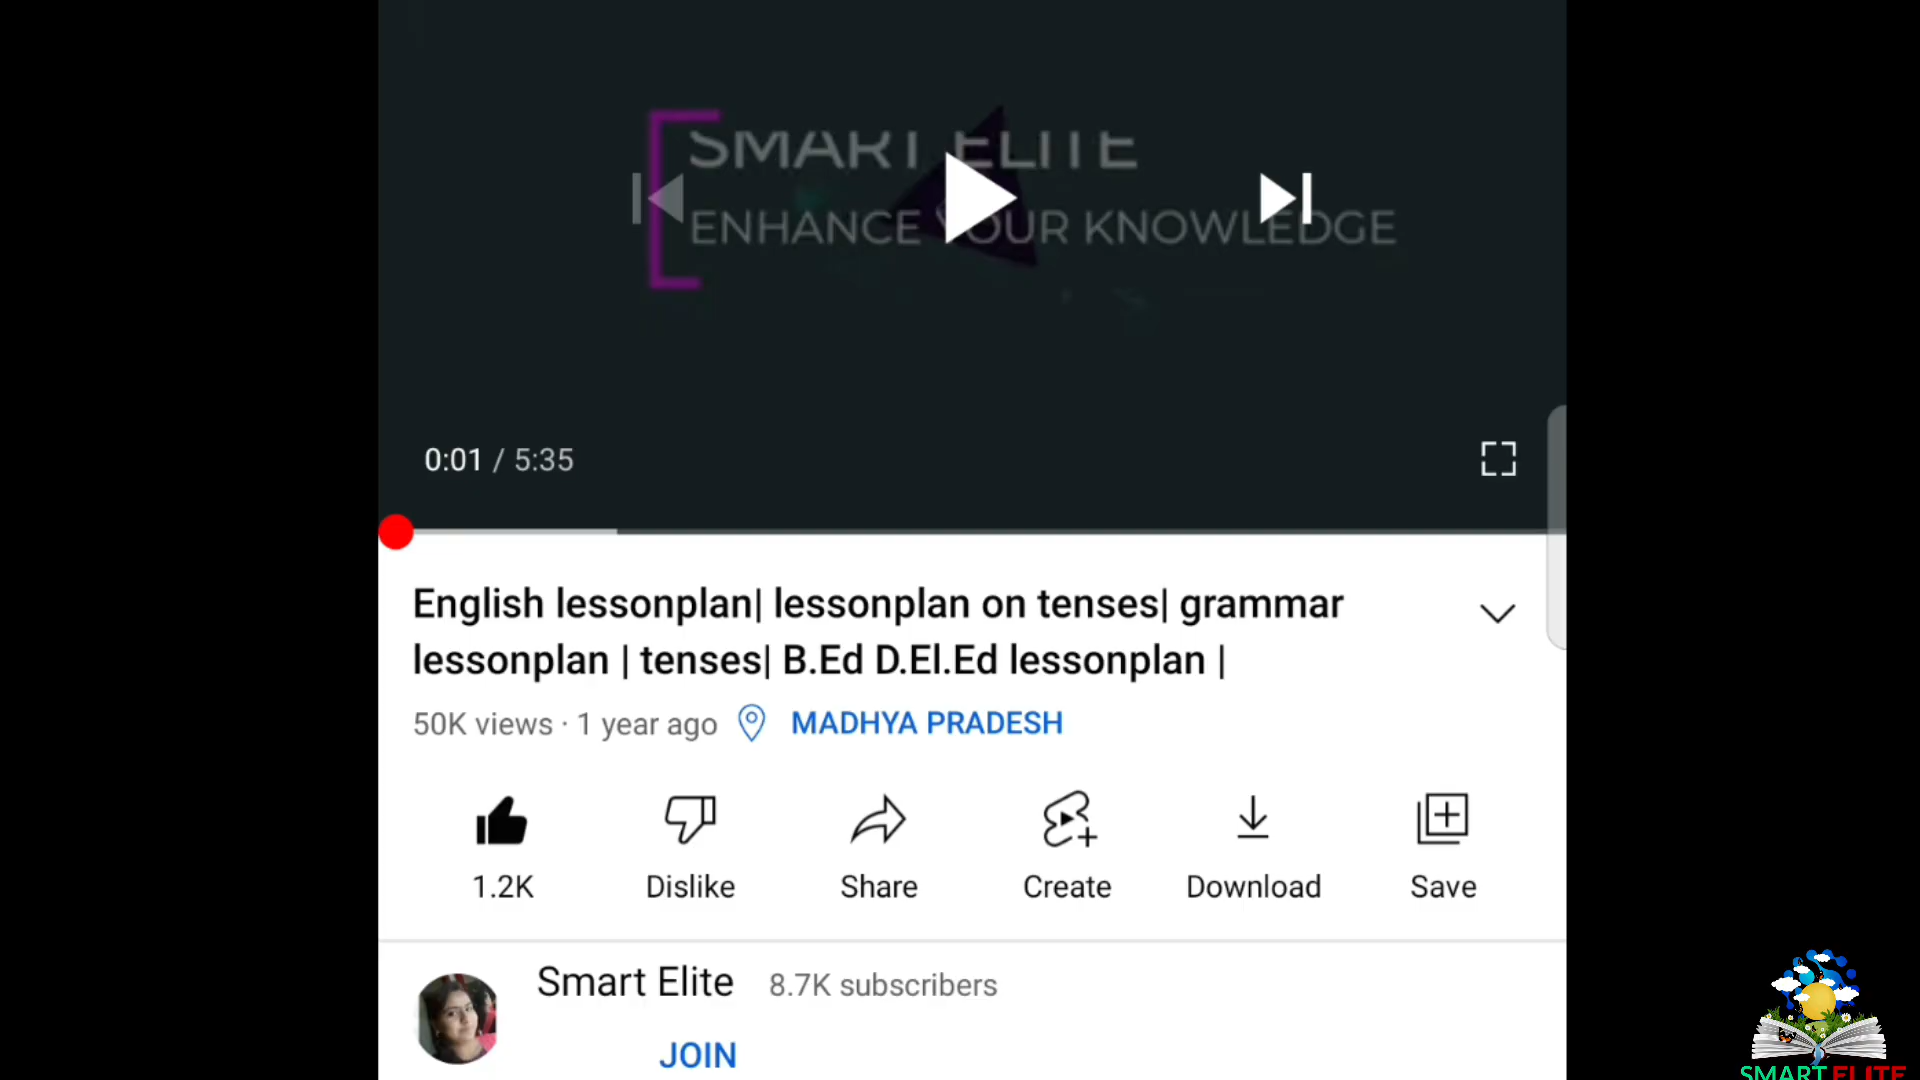 SMART ELITE
ENHANCE YOUR KNOWLEDGE
0:01 / 5:35
English lessonplan| lessonplan on tenses| grammar
lessonplan | tenses| B.Ed D.El.Ed lessonplan |
50K views · 1 year ago MADHYA PRADESH
1.2K Dislike Share Create Download Save
Smart Elite 8.7K subscribers
JOIN
SMART ELITE